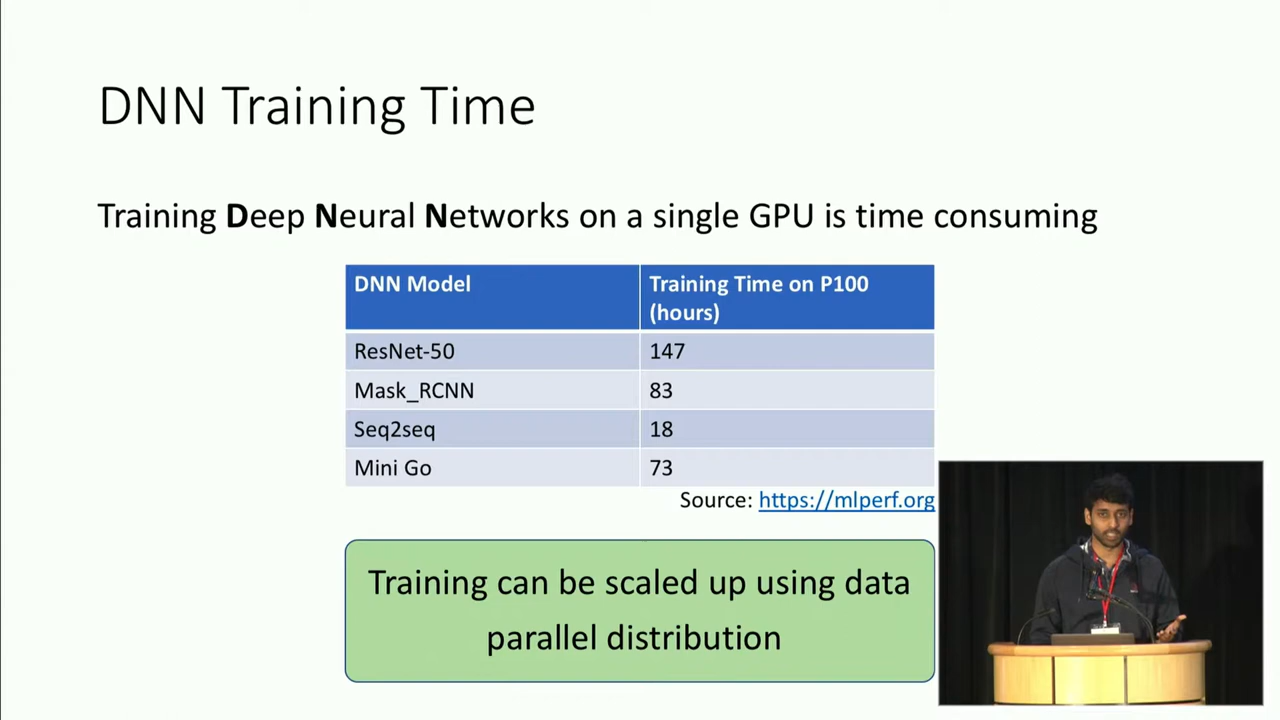 DNN Training Time
Training Deep Neural Networks on a single GPU is time consuming
DNN Model
Training Time on P100
(hours)
ResNet-50
147
Mask_RCNN
83
Seq2seq
18
Mini Go
73
Source: https://mlperf.org
Training can be scaled up using data
parallel distribution